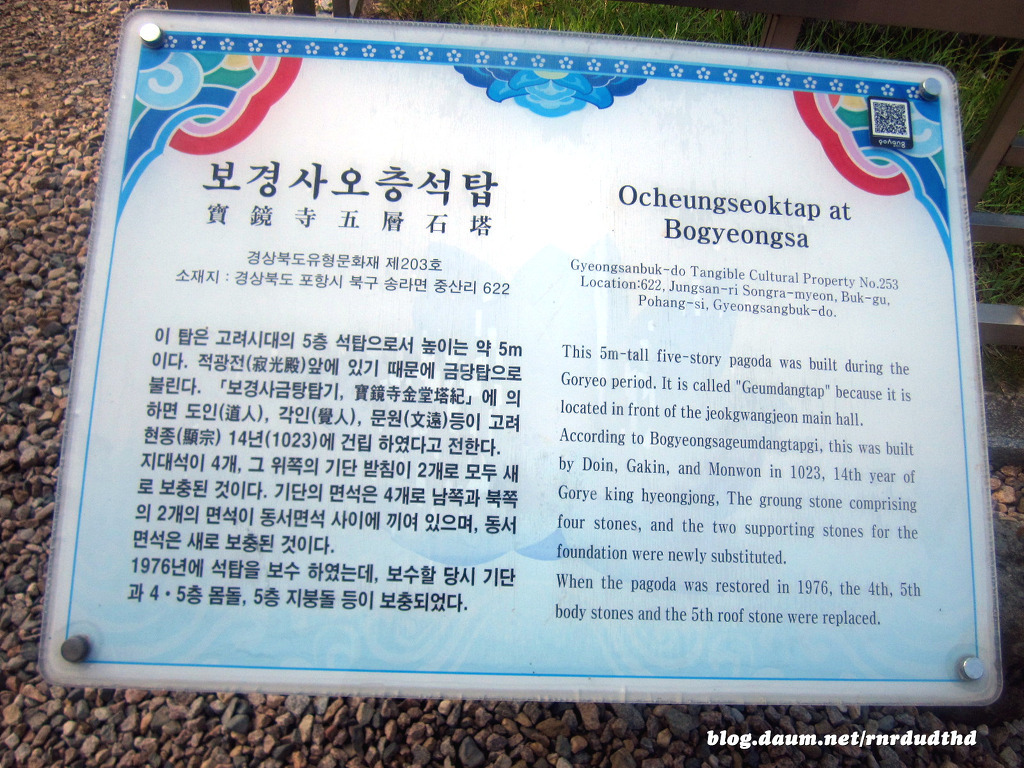 보경사오층석탑
寶鏡寺五層石塔
경상북도유형문화재 제203호
소재지 : 경상북도 포항시 북구 송라면 중산리 622
이 탑은 고려시대의 5층 석탑으로서 높이는 약 5m
이다. 적광전(寂光殿)앞에 있기 때문에 금당탑으로
불린다. 「보경사금탕탑기, 寶鏡寺金堂塔紀」에 의
하면 도인(道人), 각인(覺人), 문원(文遠)등이 고려
현종(顯宗) 14년(1023)에 건립 하였다고 전한다.
지대석이 4개, 그 위쪽의 기단 받침이 2개로 모두 새
로 보충된 것이다. 기단의 면석은 4개로 남쪽과 북쪽
의 2개의 면석이 동서면석 사이에 끼여 있으며, 동서
면석은 새로 보충된 것이다.
1976년에 석탑을 보수 하였는데, 보수할 당시 기단
과 4·5층 몸돌, 5층 지붕돌 등이 보충되었다.
Ocheungseoktap at
Bogyeongsa
Gyeongsanbuk-do Tangible Cultural Property No.253
Location:622, Jungsan-ri Songra-myeon, Buk-gu,
Pohang-si, Gyeongsangbuk-do.
This 5m-tall five-story pagoda was built during the
Goryeo period. It is called "Geumdangtap" because it is
located in front of the jeokgwangjeon main hall.
According to Bogyeongsageumdangtapgi, this was built
by Doin, Gakin, and Monwon in 1023, 14th year of
Gorye king hyeongjong, The groung stone comprising
four stones, and the two supporting stones for the
foundation were newly substituted.
When the pagoda was restored in 1976, the 4th, 5th
body stones and the 5th roof stone were replaced.
pohang
blog.daum.net/rnrdudthd